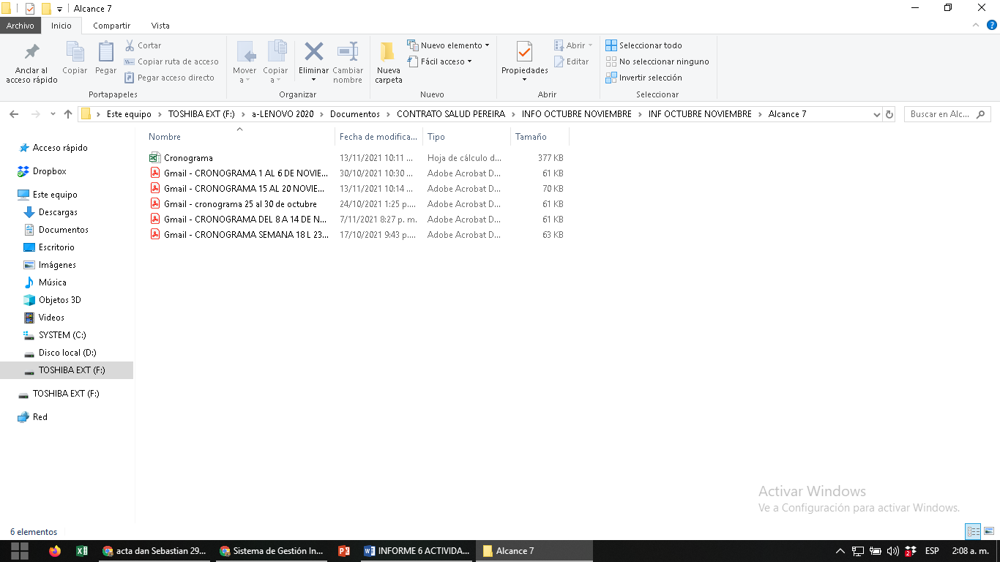 Alcance 7
Archivo Inicio Compartir Vista
Anclar al acceso rápido
Copiar
Pegar
Cortar
Copiar ruta de acceso
Pegar acceso directo
Portapapeles
Mover a
Copiar a
Eliminar
Cambiar nombre
Organizar
Nueva carpeta
Nuevo elemento
Fácil acceso
Nuevo
Propiedades
Abrir
Editar
Abrir
Seleccionar todo
No seleccionar ninguno
Invertir selección
Seleccionar
Este equipo > TOSHIBA EXT (F:) > a-LENOVO 2020 > Documentos > CONTRATO SALUD PEREIRA > INFO OCTUBRE NOVIEMBRE > INF OCTUBRE NOVIEMBRE > Alcance 7
Buscar en Alc...
Acceso rápido
Dropbox
Este equipo
Descargas
Documentos
Escritorio
Imágenes
Música
Objetos 3D
Videos
SYSTEM (C:)
Disco local (D:)
TOSHIBA EXT (F:)
TOSHIBA EXT (F:)
Red
Nombre Fecha de modifica... Tipo Tamaño
Cronograma 13/11/2021 10:11 ... Hoja de cálculo d... 377 KB
Gmail - CRONOGRAMA 1 AL 6 DE NOVIE... 30/10/2021 10:30 ... Adobe Acrobat D... 61 KB
Gmail - CRONOGRAMA 15 AL 20 NOVIE... 13/11/2021 10:14 ... Adobe Acrobat D... 70 KB
Gmail - cronograma 25 al 30 de octubre 24/10/2021 1:25 p.... Adobe Acrobat D... 61 KB
Gmail - CRONOGRAMA DEL 8 A 14 DE N... 7/11/2021 8:27 p. m. Adobe Acrobat D... 61 KB
Gmail - CRONOGRAMA SEMANA 18 L 23... 17/10/2021 9:43 p.... Adobe Acrobat D... 63 KB
Activar Windows
Ve a Configuración para activar Windows.
6 elementos
acta dan Sebastian 29... Sistema de Gestión In... INFORME 6 ACTIVIDA... Alcance 7 2 ESP 2:08 a. m.